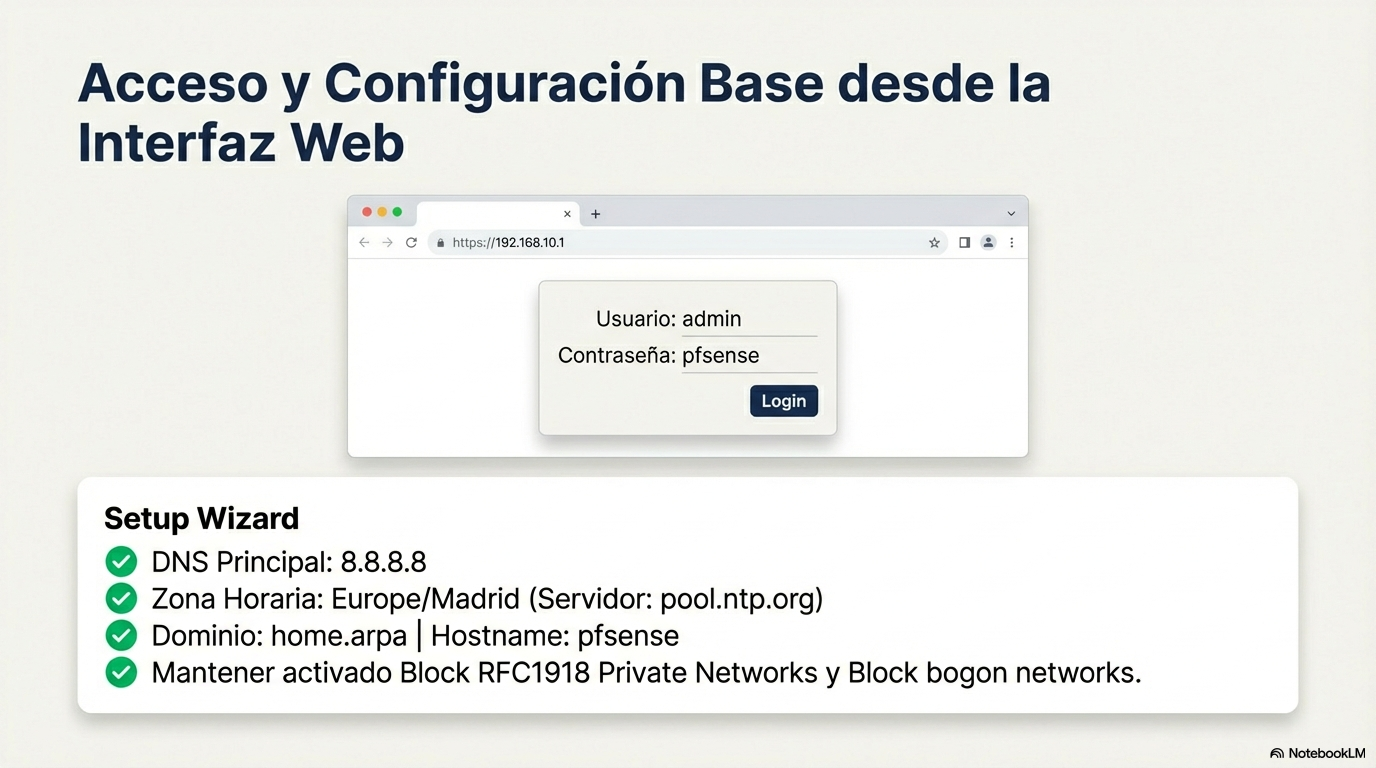 Acceso y Configuración Base desde la
Interfaz Web
https://192.168.10.1
Usuario: admin
Contraseña: pfsense
Login
Setup Wizard
DNS Principal: 8.8.8.8
Zona Horaria: Europe/Madrid (Servidor: pool.ntp.org)
Dominio: home.arpa | Hostname: pfsense
Mantener activado Block RFC1918 Private Networks y Block bogon networks.
NotebookLM